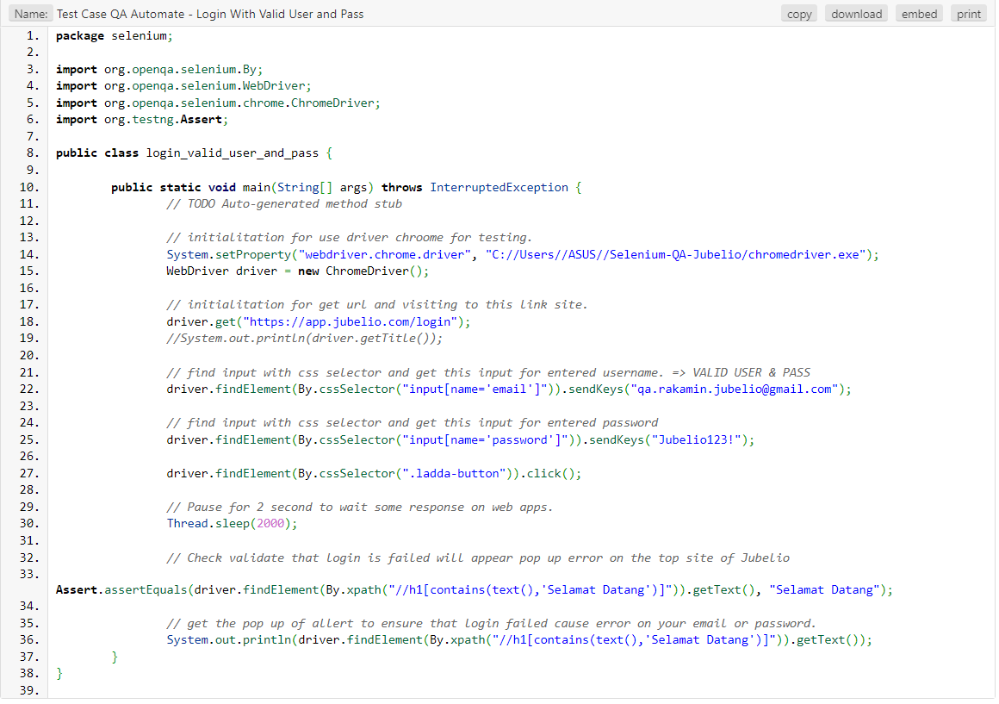 Name: Test Case QA Automate - Login With Valid User and Pass copy download embed print
1. package selenium;
2.
3. import org.openqa.selenium.By;
4. import org.openqa.selenium.WebDriver;
5. import org.openqa.selenium.chrome.ChromeDriver;
6. import org.testng.Assert;
7.
8. public class login_valid_user_and_pass {
9.
10. public static void main(String[] args) throws InterruptedException {
11. // TODO Auto-generated method stub
12.
13. // initialitation for use driver chroome for testing.
14. System.setProperty("webdriver.chrome.driver", "C://Users//ASUS//Selenium-QA-Jubelio/chromedriver.exe");
15. WebDriver driver = new ChromeDriver();
16.
17. // initialitation for get url and visiting to this link site.
18. driver.get("https://app.jubelio.com/login");
19. //System.out.println(driver.getTitle());
20.
21. // find input with css selector and get this input for entered username. => VALID USER & PASS
22. driver.findElement(By.cssSelector("input[name='email']")).sendKeys("qa.rakamin.jubelio@gmail.com");
23.
24. // find input with css selector and get this input for entered password
25. driver.findElement(By.cssSelector("input[name='password']")).sendKeys("Jubelio123!");
26.
27. driver.findElement(By.cssSelector(".ladda-button")).click();
28.
29. // Pause for 2 second to wait some response on web apps.
30. Thread.sleep(2000);
31.
32. // Check validate that login is failed will appear pop up error on the top site of Jubelio
33.
Assert.assertEquals(driver.findElement(By.xpath("//h1[contains(text(),'Selamat Datang')]")).getText(), "Selamat Datang");
34.
35. // get the pop up of allert to ensure that login failed cause error on your email or password.
36. System.out.println(driver.findElement(By.xpath("//h1[contains(text(),'Selamat Datang')]")).getText());
37. }
38. }
39.